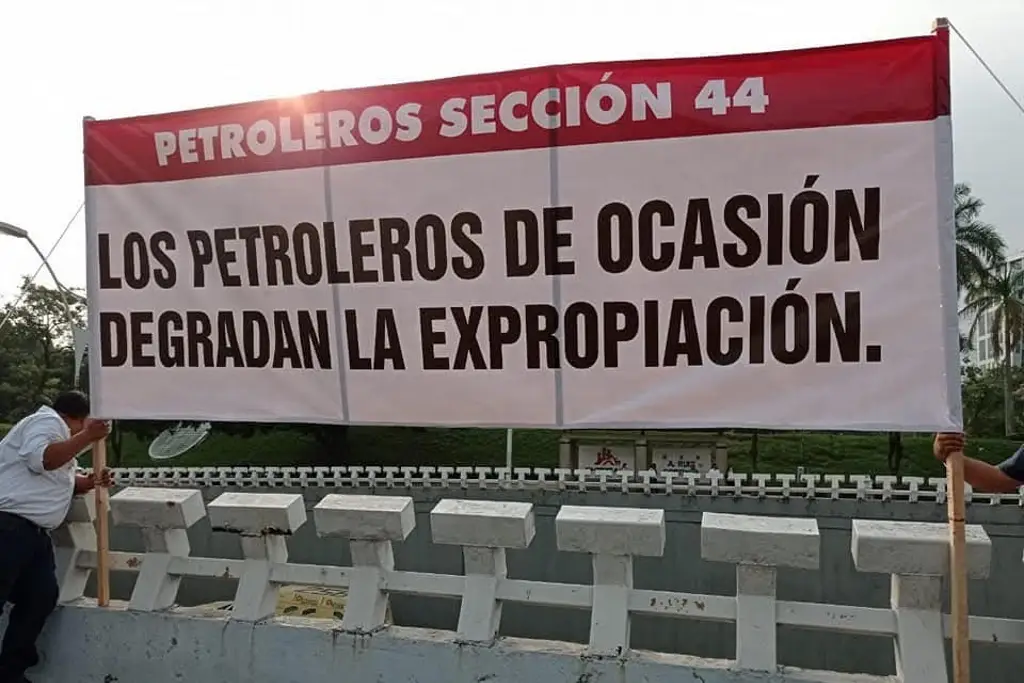 PETROLEROS SECCIÓN 44
LOS PETROLEROS DE OCASIÓN
DEGRADAN LA EXPROPIACIÓN.